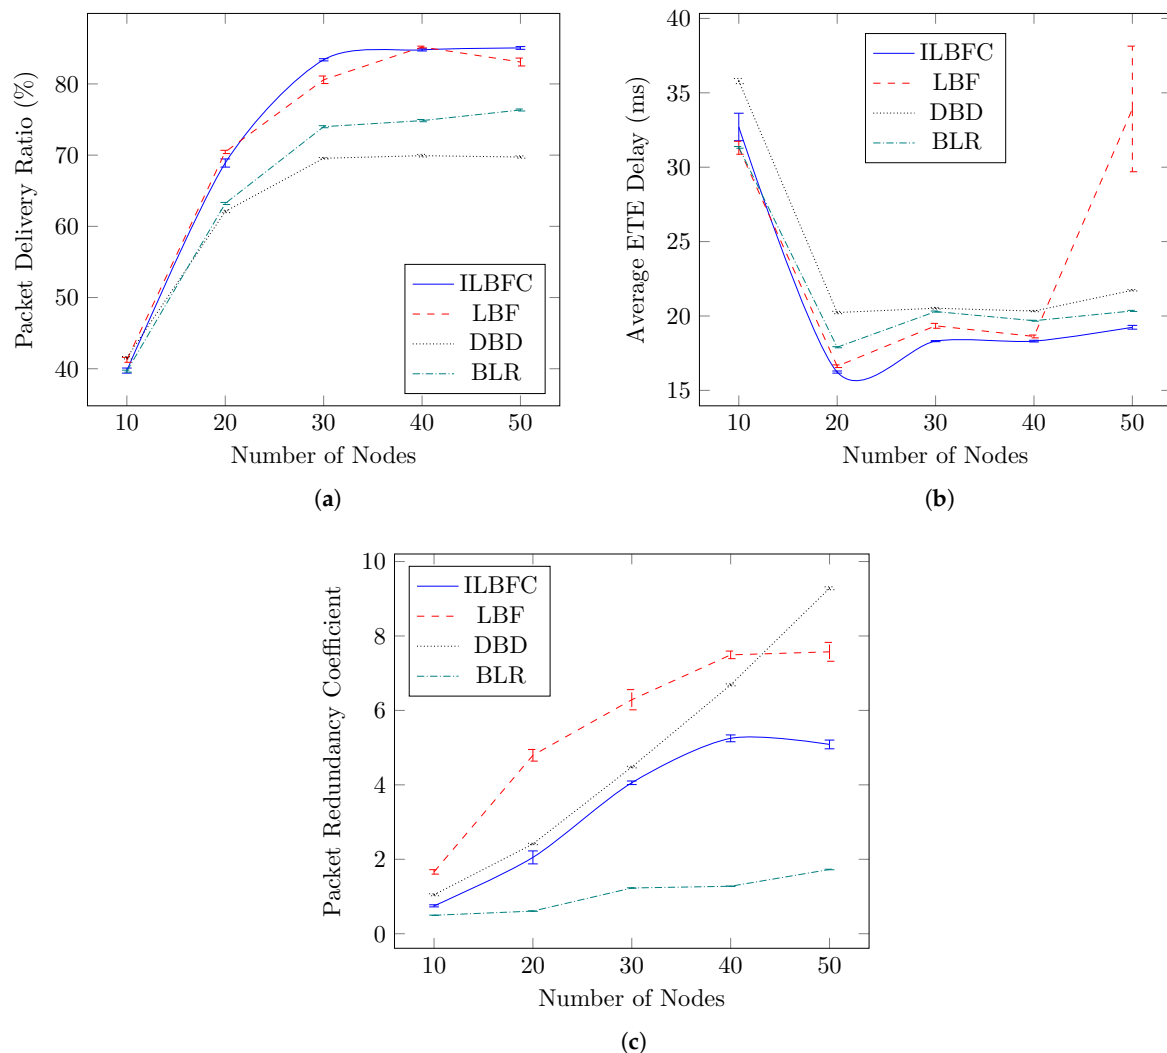 Packet Delivery Ratio (%)
80
70
60
50
40
ILBFC
LBF
DBD
BLR
10 20 30 40 50
Number of Nodes
(a)
Average ETE Delay (ms)
40
35
30
25
20
15
ILBFC
LBF
DBD
BLR
10 20 30 40 50
Number of Nodes
(b)
Packet Redundancy Coefficient
10
8
6
4
2
0
ILBFC
LBF
DBD
BLR
10 20 30 40 50
Number of Nodes
(c)